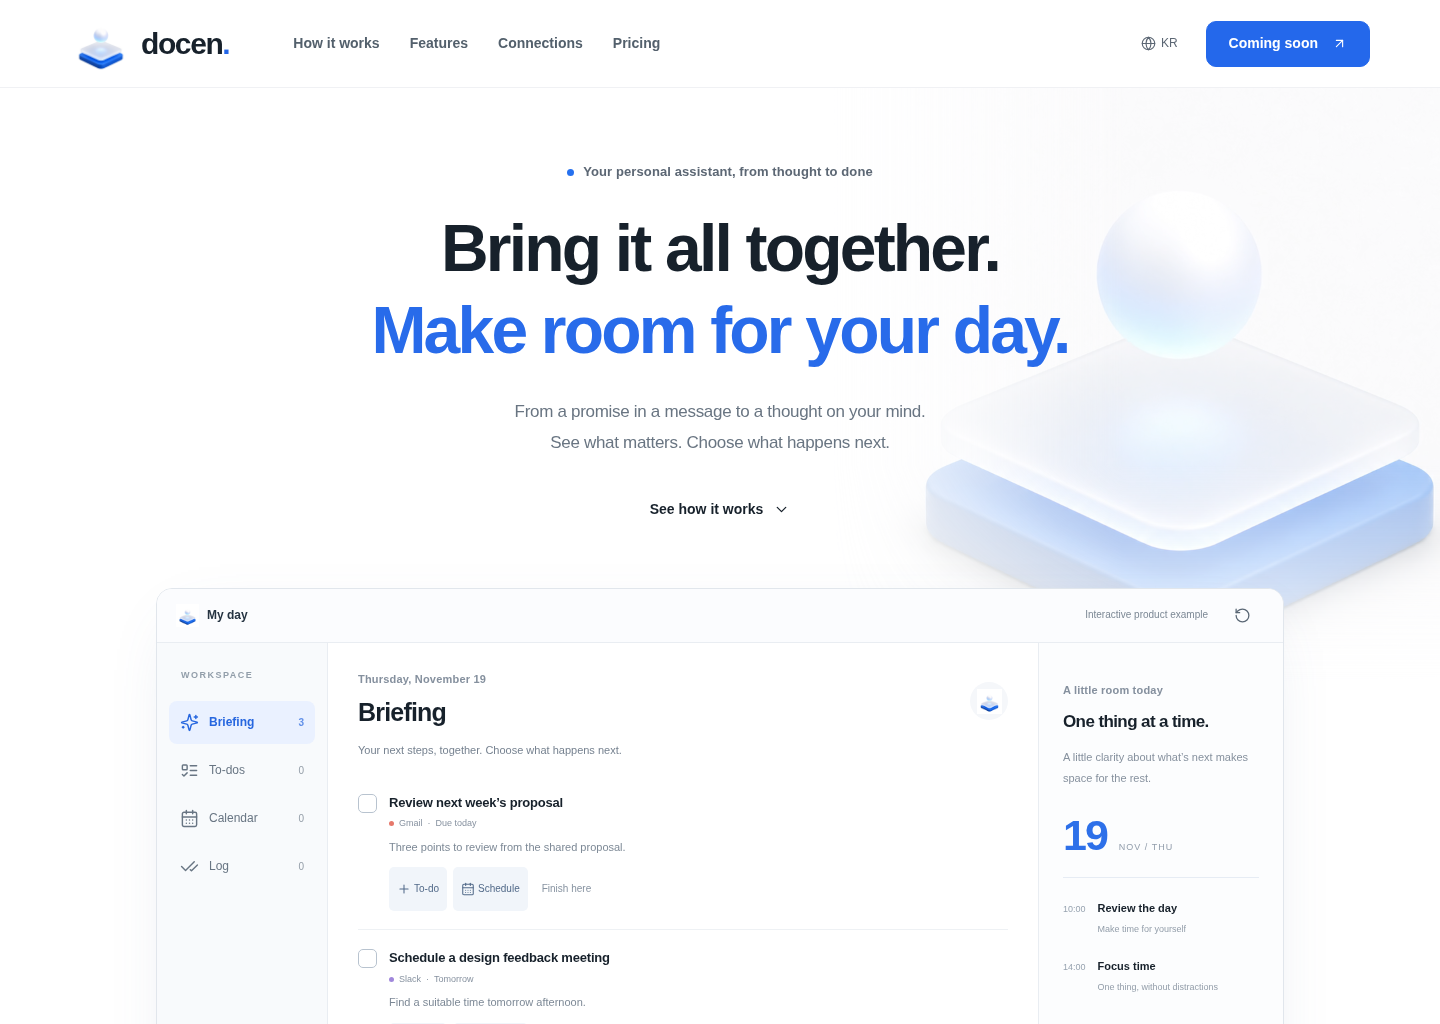 docen.
How it works
Features
Connections
Pricing
KR
Coming soon
Your personal assistant, from thought to done
Bring it all together.
Make room for your day.
From a promise in a message to a thought on your mind.
See what matters. Choose what happens next.
See how it works
My day
Interactive product example
WORKSPACE
Briefing 3
To-dos 0
Calendar 0
Log 0
Thursday, November 19
Briefing
Your next steps, together. Choose what happens next.
Review next week’s proposal
Gmail · Due today
Three points to review from the shared proposal.
To-do
Schedule
Finish here
Schedule a design feedback meeting
Slack · Tomorrow
Find a suitable time tomorrow afternoon.
A little room today
One thing at a time.
A little clarity about what’s next makes
space for the rest.
19 NOV / THU
10:00 Review the day
Make time for yourself
14:00 Focus time
One thing, without distractions